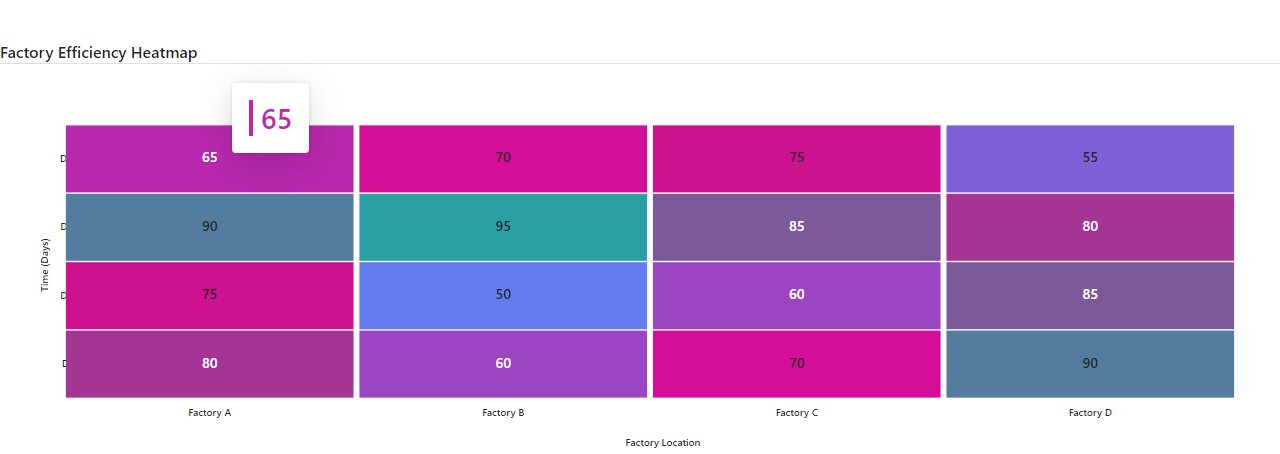 Factory Efficiency Heatmap
65
65 70 75 55
90 95 85 80
75 50 60 85
80 60 70 90
Time (Days)
Factory A Factory B Factory C Factory D
Factory Location